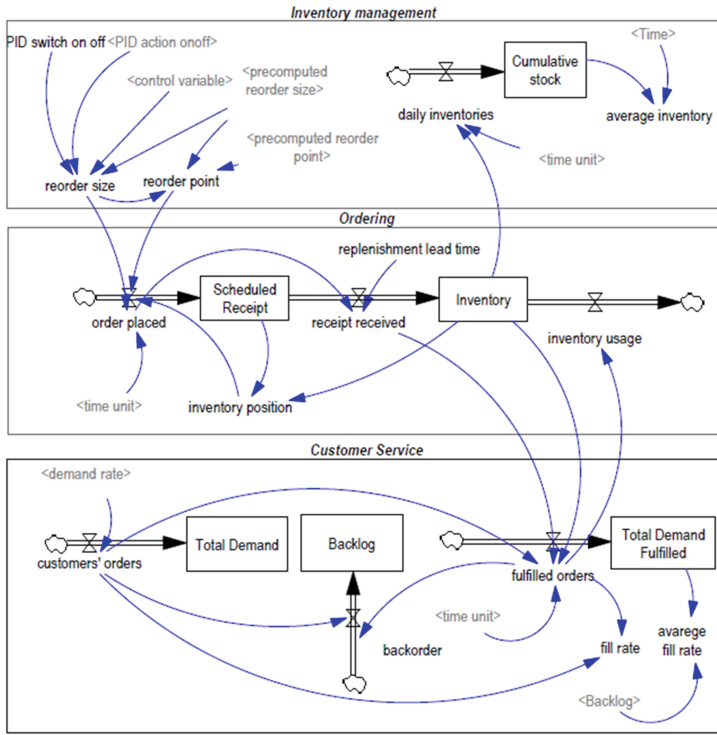 Inventory management
PID switch on off
<PID action onoff>
<control variable>
<precomputed
reorder size>
<precomputed reorder
point>
reorder size
reorder point
Cumulative
stock
<Time>
daily inventories
average inventory
<time unit>
Ordering
replenishment lead time
Scheduled
Receipt
Inventory
order placed
receipt received
inventory usage
<time unit>
inventory position
Customer Service
<demand rate>
Total Demand
Backlog
Total Demand
Fulfilled
customers' orders
fulfilled orders
<time unit>
backorder
fill rate
avarege
fill rate
<Backlog>